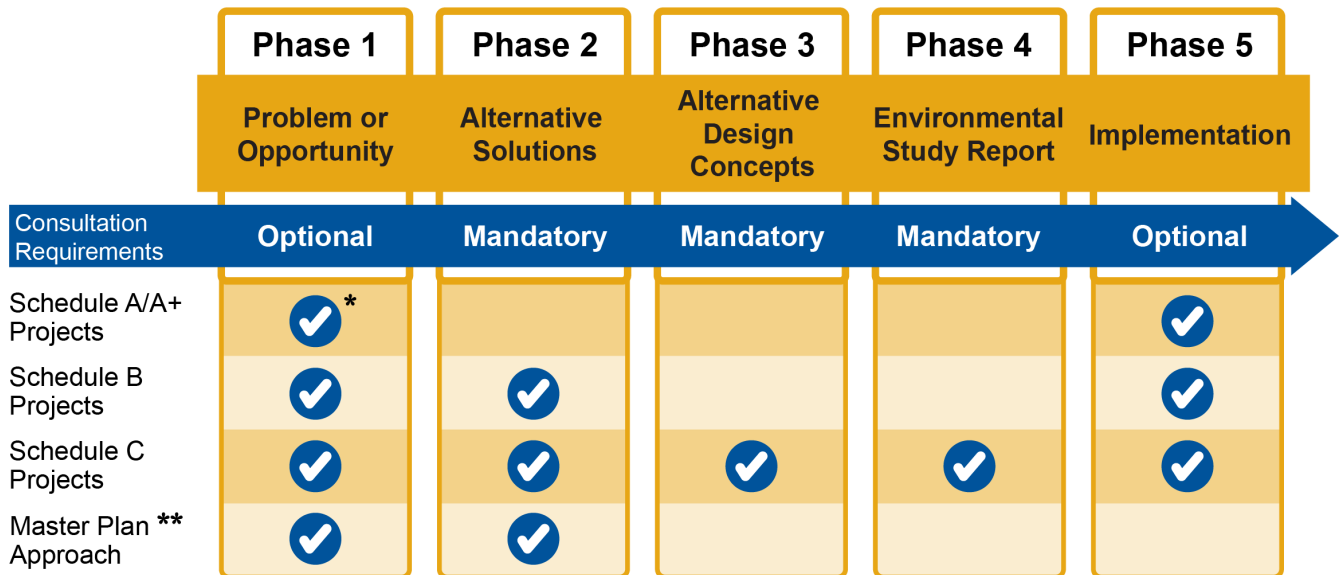 Phase 1 Phase 2 Phase 3 Phase 4 Phase 5
Problem or
Opportunity
Alternative
Solutions
Alternative
Design
Concepts
Environmental
Study Report
Implementation
Consultation
Requirements
Optional Mandatory Mandatory Mandatory Optional
Schedule A/A+
Projects
*
Schedule B
Projects
Schedule C
Projects
Master Plan **
Approach